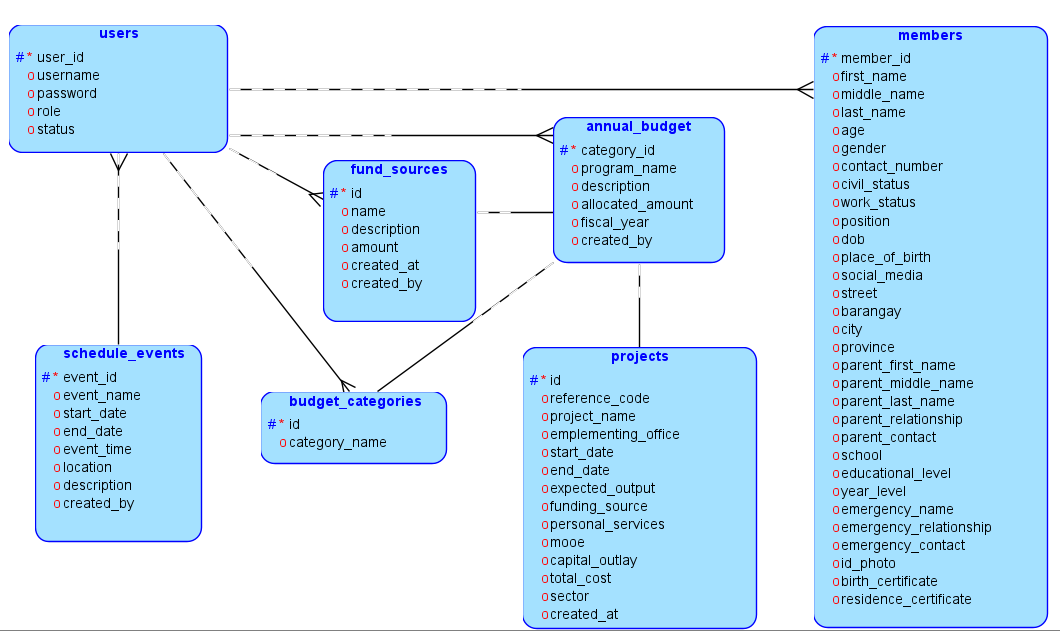 users
#* user_id
o username
o password
o role
o status
members
#* member_id
o first_name
o middle_name
o last_name
o age
o gender
o contact_number
o civil_status
o work_status
o position
o dob
o place_of_birth
o social_media
o street
o barangay
o city
o province
o parent_first_name
o parent_middle_name
o parent_last_name
o parent_relationship
o parent_contact
o school
o educational_level
o year_level
o emergency_name
o emergency_relationship
o emergency_contact
o id_photo
o birth_certificate
o residence_certificate
annual_budget
#* category_id
o program_name
o description
o allocated_amount
o fiscal_year
o created_by
fund_sources
#* id
o name
o description
o amount
o created_at
o created_by
schedule_events
#* event_id
o event_name
o start_date
o end_date
o event_time
o location
o description
o created_by
budget_categories
#* id
o category_name
projects
#* id
o reference_code
o project_name
o emplementing_office
o start_date
o end_date
o expected_output
o funding_source
o personal_services
o mooe
o capital_outlay
o total_cost
o sector
o created_at